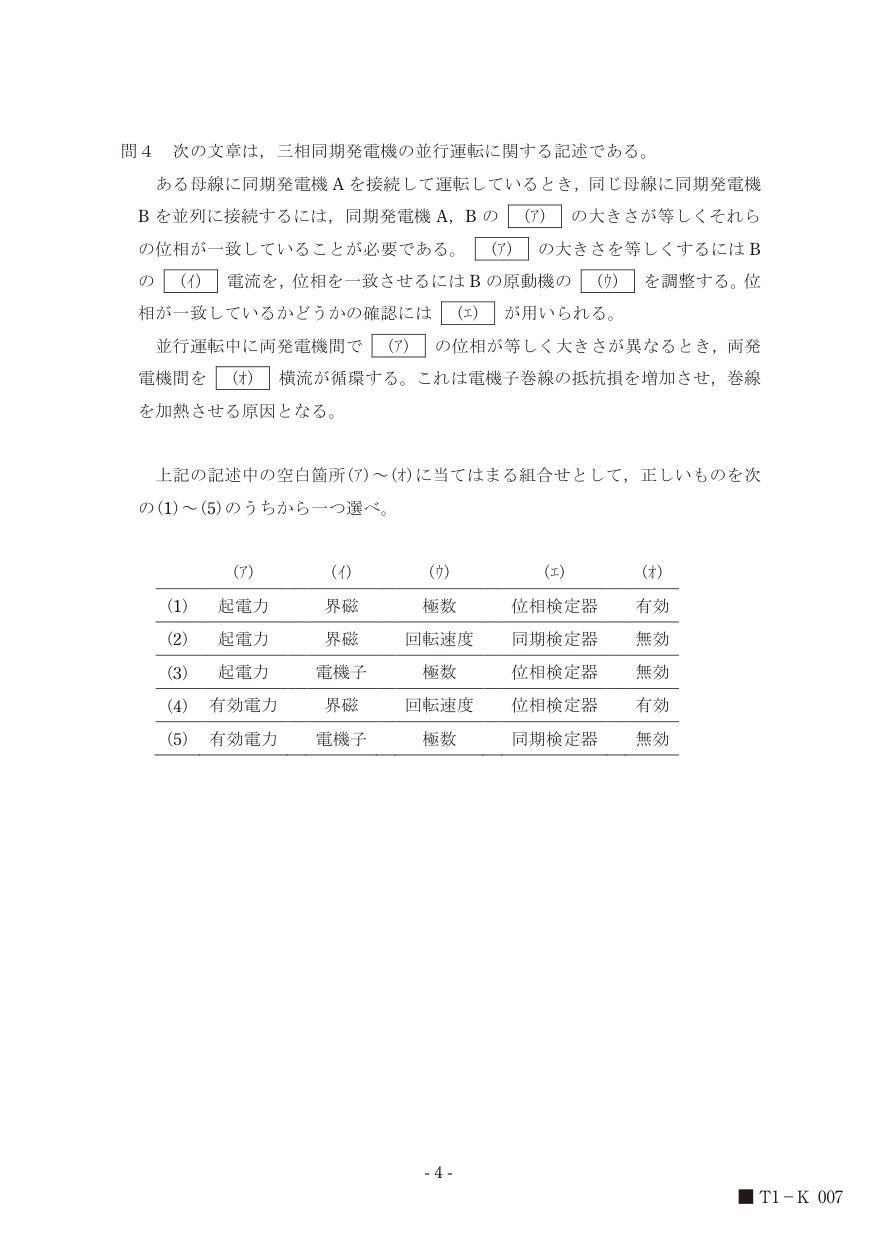 問４　次の文章は，三相同期発電機の並行運転に関する記述である。
ある母線に同期発電機 A を接続して運転しているとき，同じ母線に同期発電機
B を並列に接続するには，同期発電機 A，B の (ｱ) の大きさが等しくそれら
の位相が一致していることが必要である。 (ｱ) の大きさを等しくするには B
の (ｲ) 電流を，位相を一致させるには B の原動機の (ｳ) を調整する。位
相が一致しているかどうかの確認には (ｴ) が用いられる。
並行運転中に両発電機間で (ｱ) の位相が等しく大きさが異なるとき，両発
電機間を (ｵ) 横流が循環する。これは電機子巻線の抵抗損を増加させ，巻線
を加熱させる原因となる。
上記の記述中の空白箇所(ｱ)～(ｵ)に当てはまる組合せとして，正しいものを次
の(1)～(5)のうちから一つ選べ。
(ｱ) (ｲ) (ｳ) (ｴ) (ｵ)
(1) 起電力 界磁 極数 位相検定器 有効
(2) 起電力 界磁 回転速度 同期検定器 無効
(3) 起電力 電機子 極数 位相検定器 無効
(4) 有効電力 界磁 回転速度 位相検定器 有効
(5) 有効電力 電機子 極数 同期検定器 無効
- 4 -
■ T1－K 007